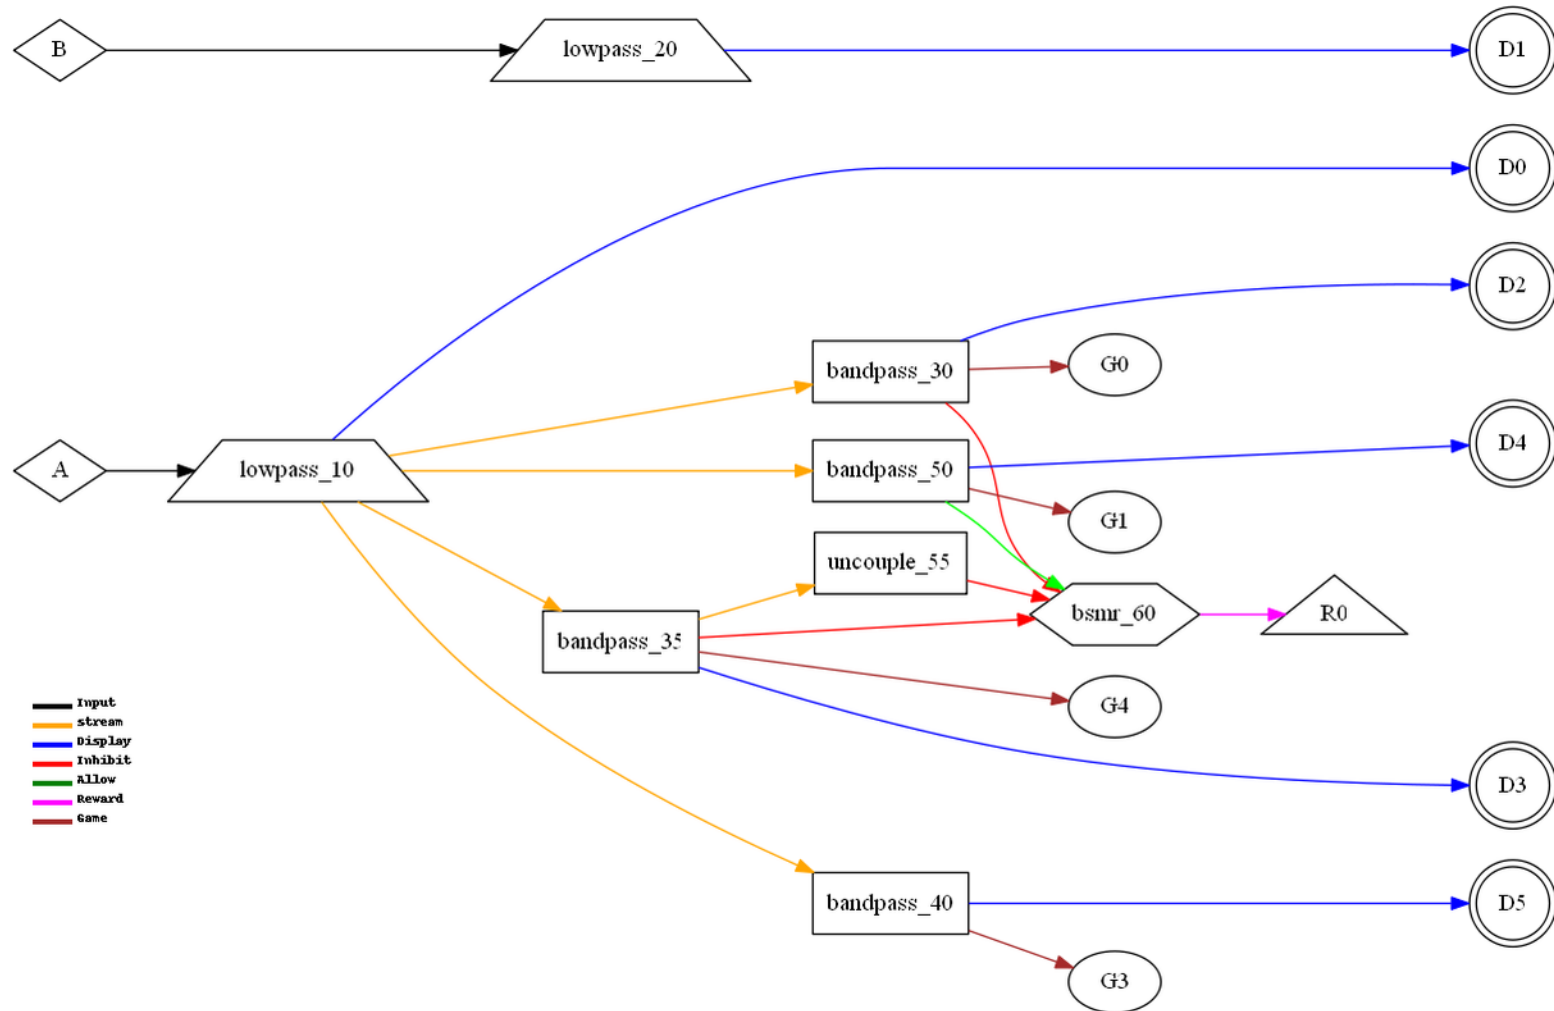 B
lowpass_20
D1
D0
D2
bandpass_30
G0
A
lowpass_10
bandpass_50
D4
G1
uncouple_55
bandpass_35
bsmr_60
R0
G4
Input
stream
Display
Inhibit
Allow
Reward
Game
D3
bandpass_40
D5
G3